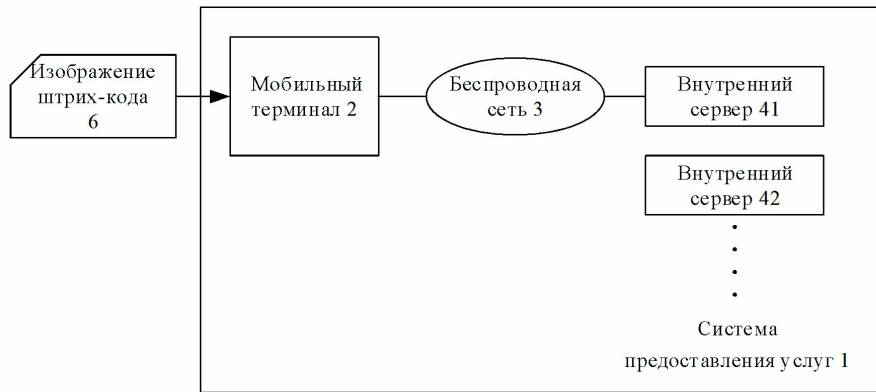 Изображение
штрих-кода
6
Мобильный
терминал 2
Беспроводная
сеть 3
Внутренний
сервер 41
Внутренний
сервер 42
Система
предоставления услуг 1